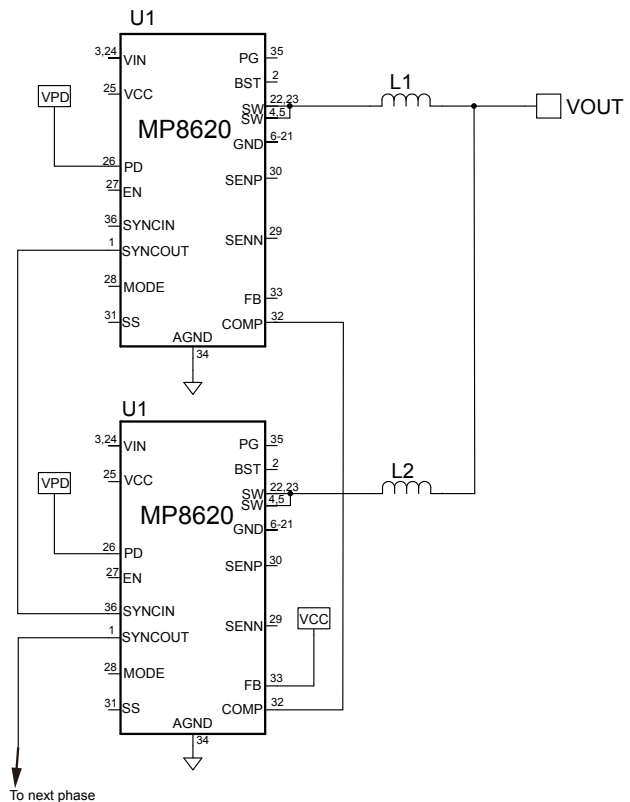 U1
3,24 VIN
PG 35
BST 2
25 VCC
VPD
SW 22,23
SW 4,5
L1
VOUT
MP8620
GND 6-21
26 PD
SENP 30
27 EN
36 SYNCIN
SENN 29
1 SYNCOUT
28 MODE
FB 33
31 SS
COMP 32
AGND
34
U1
3,24 VIN
PG 35
BST 2
25 VCC
VPD
SW 22,23
SW 4,5
L2
MP8620
GND 6-21
26 PD
SENP 30
27 EN
36 SYNCIN
SENN 29
VCC
1 SYNCOUT
28 MODE
FB 33
31 SS
COMP 32
AGND
34
To next phase